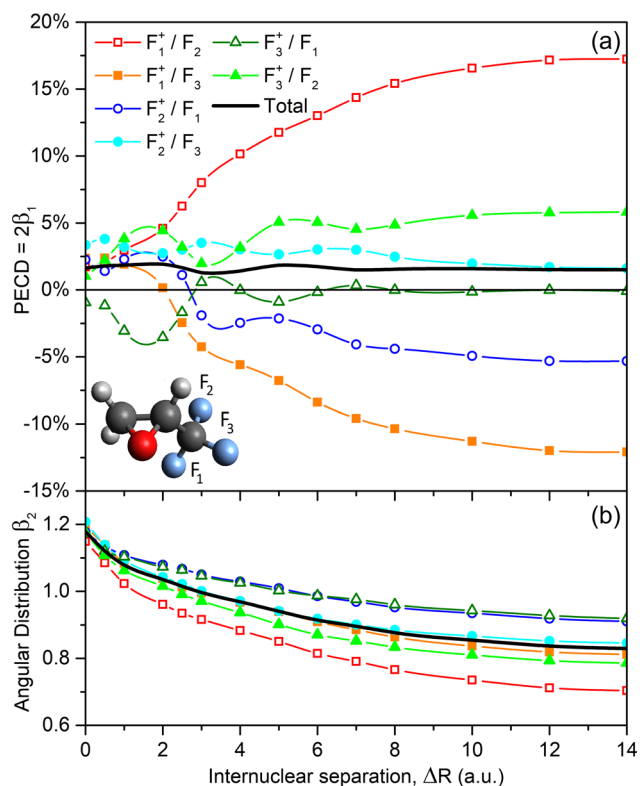 (a)
F₁⁺ / F₂
F₃⁺ / F₁
F₁⁺ / F₃
F₃⁺ / F₂
F₂⁺ / F₁
Total
F₂⁺ / F₃
20%
15%
10%
5%
0%
-5%
-10%
-15%
PECD = 2β₁
F₂
F₃
F₁
(b)
1.2
1.0
0.8
0.6
Angular Distribution β₂
0 2 4 6 8 10 12 14
Internuclear separation, ΔR (a.u.)